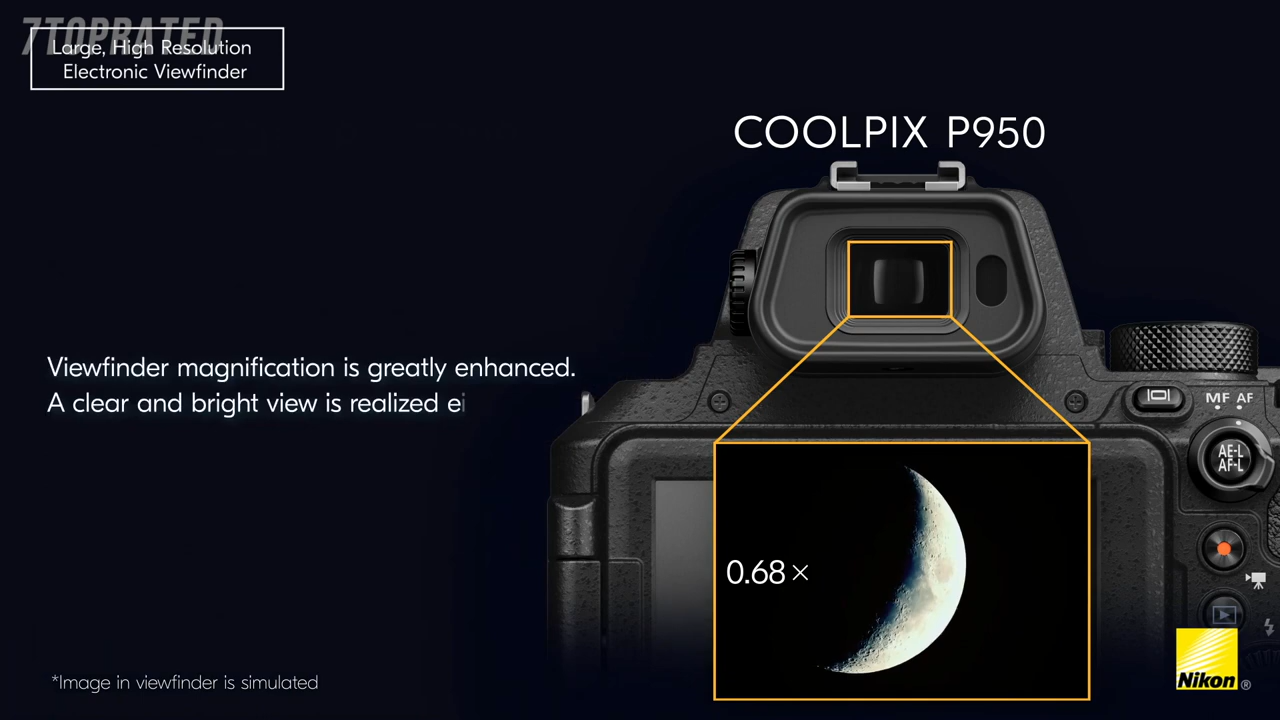 7TOPRATED
Large, High Resolution
Electronic Viewfinder
COOLPIX P950
Viewfinder magnification is greatly enhanced.
A clear and bright view is realized ei
MF AF
AE-L
AF-L
0.68×
*Image in viewfinder is simulated
Nikon®